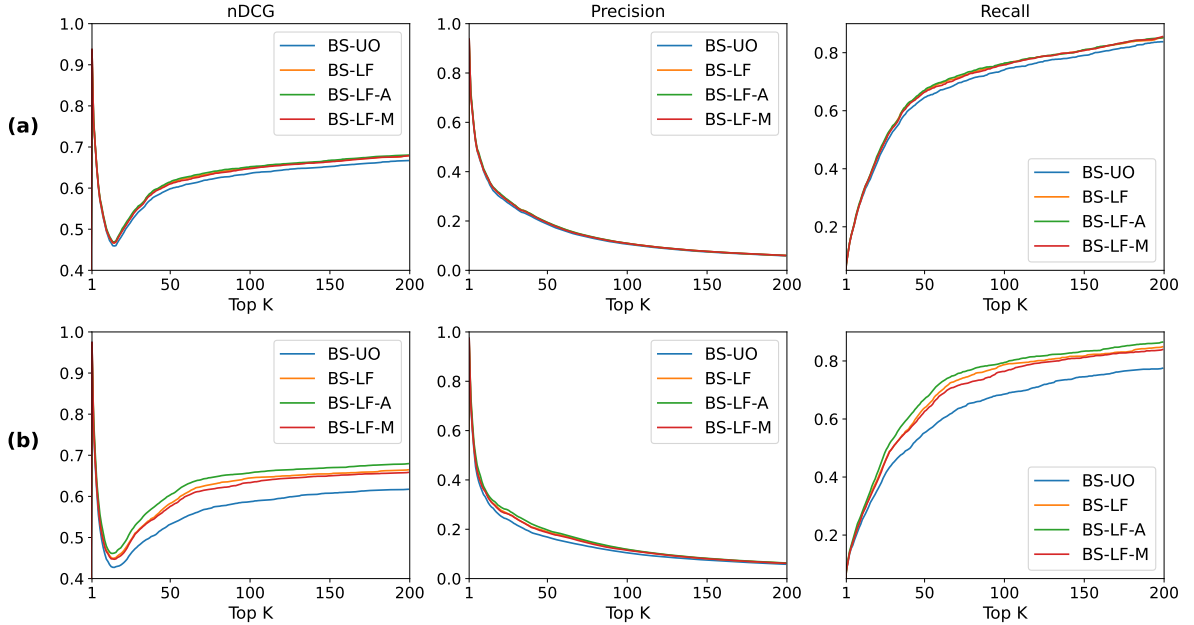 nDCG Precision Recall
(a)
1.0
0.9
0.8
0.7
0.6
0.5
0.4
BS-UO
BS-LF
BS-LF-A
BS-LF-M
1 50 100 150 200
Top K
1.0
0.8
0.6
0.4
0.2
0.0
BS-UO
BS-LF
BS-LF-A
BS-LF-M
1 50 100 150 200
Top K
0.8
0.6
0.4
0.2
BS-UO
BS-LF
BS-LF-A
BS-LF-M
1 50 100 150 200
Top K
(b)
1.0
0.9
0.8
0.7
0.6
0.5
0.4
BS-UO
BS-LF
BS-LF-A
BS-LF-M
1 50 100 150 200
Top K
1.0
0.8
0.6
0.4
0.2
0.0
BS-UO
BS-LF
BS-LF-A
BS-LF-M
1 50 100 150 200
Top K
0.8
0.6
0.4
0.2
BS-UO
BS-LF
BS-LF-A
BS-LF-M
1 50 100 150 200
Top K